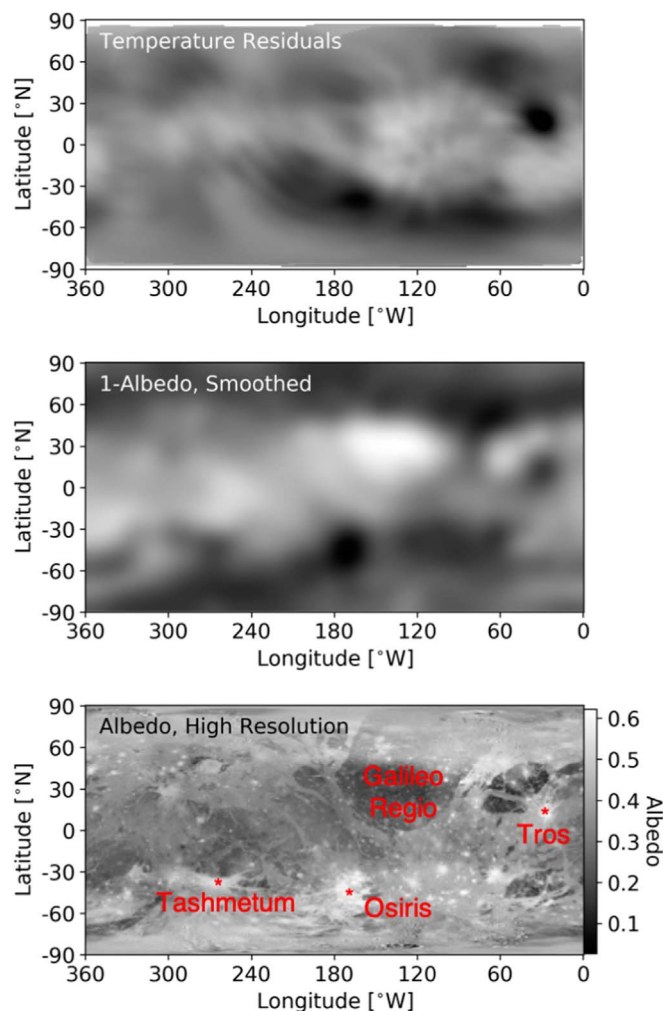 90
Temperature Residuals
60
30
0
-30
-60
-90
Latitude [°N]
360 300 240 180 120 60 0
Longitude [°W]
90
1-Albedo, Smoothed
60
30
0
-30
-60
-90
Latitude [°N]
360 300 240 180 120 60 0
Longitude [°W]
90
Albedo, High Resolution
60
30
0
-30
-60
-90
Latitude [°N]
Galileo
Regio
*
Tros
*
Tashmetum
*
Osiris
360 300 240 180 120 60 0
Longitude [°W]
0.6
0.5
0.4
0.3
0.2
0.1
Albedo